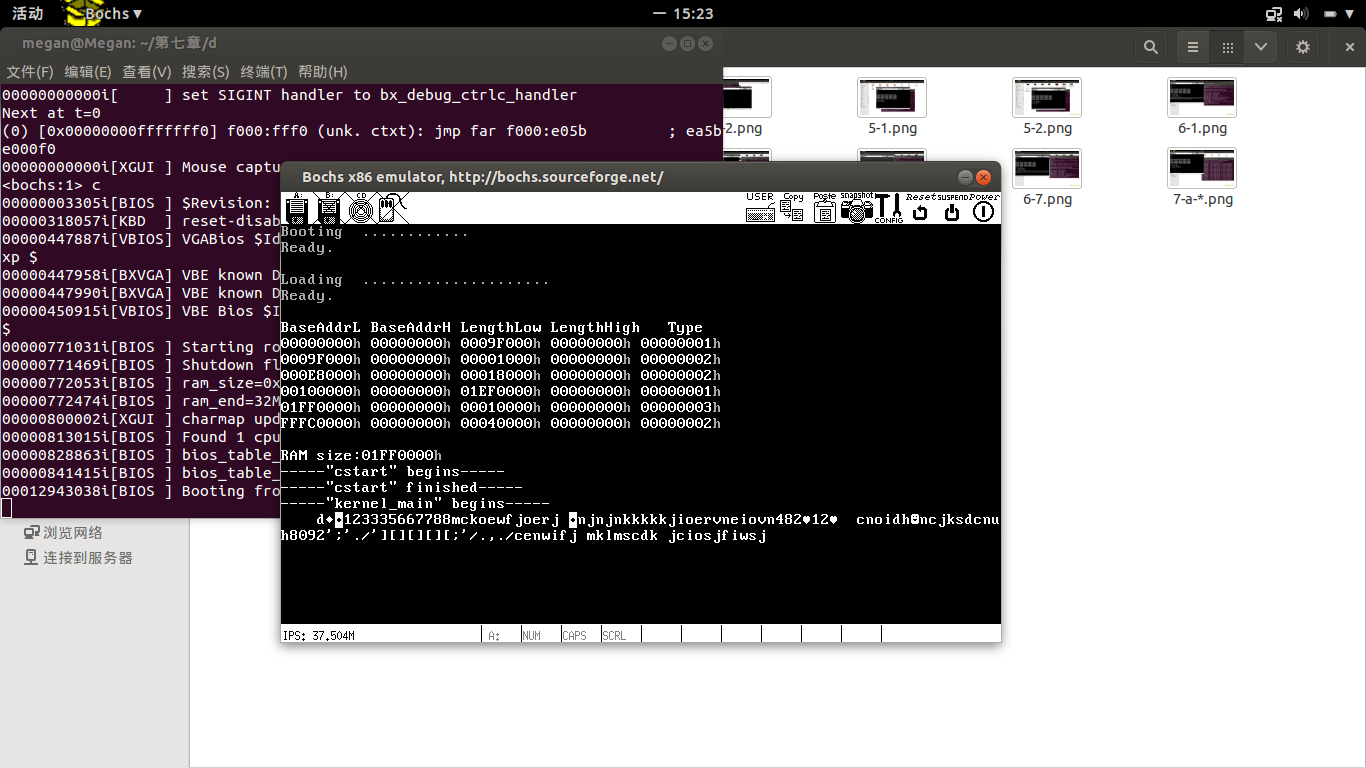 活动
Bochs ▼
一 15:23
megan@Megan: ~/第七章/d
文件(F) 编辑(E) 查看(V) 搜索(S) 终端(T) 帮助(H)
00000000000i[     ] set SIGINT handler to bx_debug_ctrlc_handler
Next at t=0
(0) [0x00000000fffffff0] f000:fff0 (unk. ctxt): jmp far f000:e05b          ; ea5b
e000f0
00000000000i[XGUI ] Mouse captu
<bochs:1> c
00000003305i[BIOS ] $Revision:
00000318057i[KBD  ] reset-disab
00000447887i[VBIOS] VGABios $Id
xp $
00000447958i[BXVGA] VBE known D
00000447990i[BXVGA] VBE known D
00000450915i[VBIOS] VBE Bios $I
$
00000771031i[BIOS ] Starting ro
00000771469i[BIOS ] Shutdown fl
00000772053i[BIOS ] ram_size=0x
00000772474i[BIOS ] ram_end=32M
00000800002i[XGUI ] charmap upd
00000813015i[BIOS ] Found 1 cpu
00000828863i[BIOS ] bios_table_
00000841415i[BIOS ] bios_table_
00012943038i[BIOS ] Booting fro
浏览网络
连接到服务器
-2.png
5-1.png
5-2.png
6-1.png
6-7.png
7-a-*.png
Bochs x86 emulator, http://bochs.sourceforge.net/
A: B: CD
USER Copy Paste snapshot CONFIG Reset SUSPEND Power
Booting  ............
Ready.
Loading  .....................
Ready.
BaseAddrL BaseAddrH LengthLow LengthHigh   Type
00000000h 00000000h 0009F000h 00000000h 00000001h
0009F000h 00000000h 00001000h 00000000h 00000002h
000E8000h 00000000h 00018000h 00000000h 00000002h
00100000h 00000000h 01EF0000h 00000000h 00000001h
01FF0000h 00000000h 00010000h 00000000h 00000003h
FFFC0000h 00000000h 00040000h 00000000h 00000002h
RAM size:01FF0000h
-----"cstart" begins-----
-----"cstart" finished-----
-----"kernel_main" begins-----
d♦◘123335667788mckoewfjoerj ◘njnjnkkkkkjioervneiovn482♥12♥  cnoidh◘ncjksdcnu
h8092';'./'][][][][;'/.,./cenwifj mklmscdk jciosjfiwsj
IPS: 37.504M
A:
NUM
CAPS
SCRL